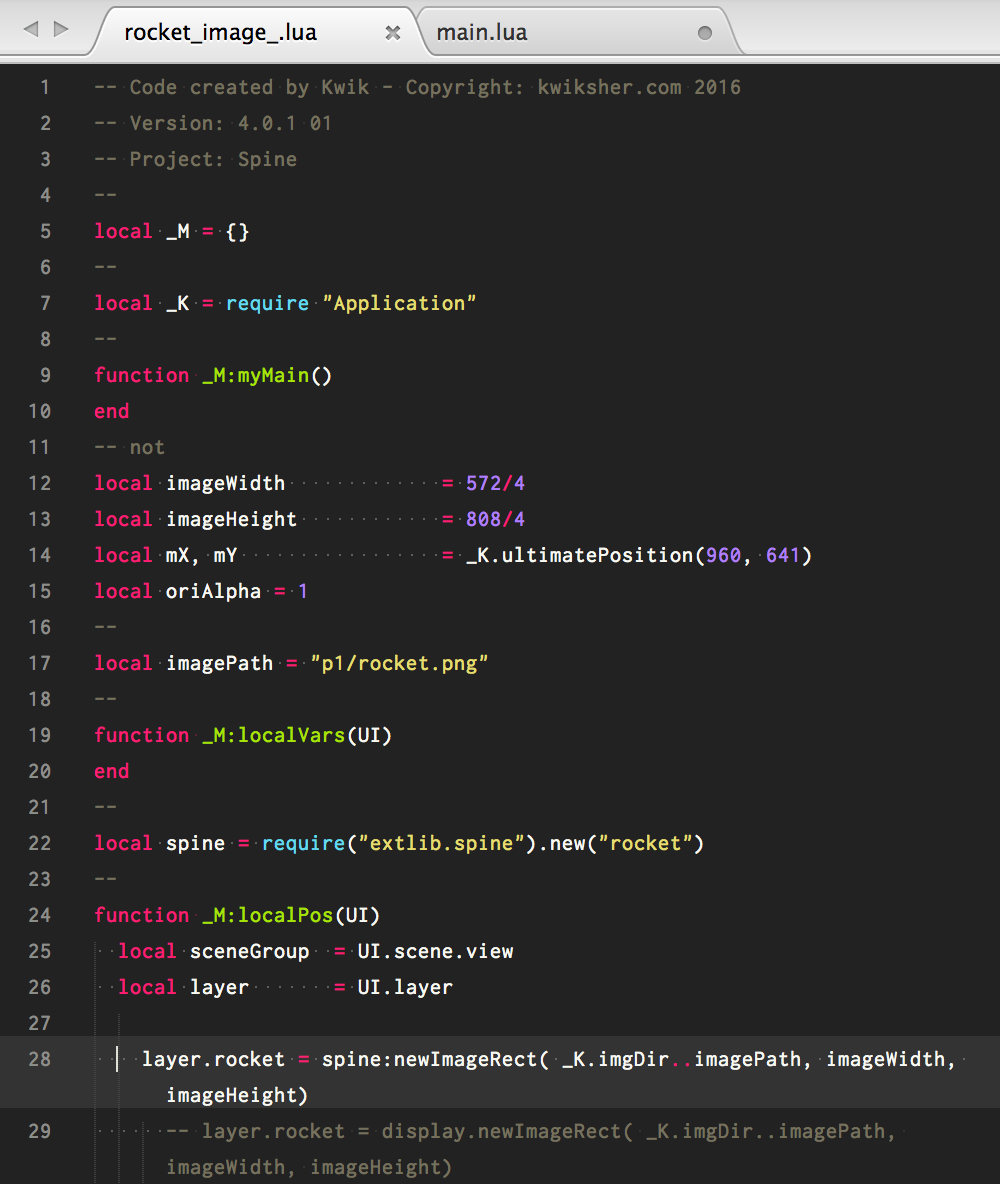 rocket_image_.lua
main.lua
1 -- Code created by Kwik - Copyright: kwiksher.com 2016
2 -- Version: 4.0.1 01
3 -- Project: Spine
4 --
5 local _M = {}
6 --
7 local _K = require "Application"
8 --
9 function _M:myMain()
10 end
11 -- not
12 local imageWidth = 572/4
13 local imageHeight = 808/4
14 local mX, mY = _K.ultimatePosition(960, 641)
15 local oriAlpha = 1
16 --
17 local imagePath = "p1/rocket.png"
18 --
19 function _M:localVars(UI)
20 end
21 --
22 local spine = require("extlib.spine").new("rocket")
23 --
24 function _M:localPos(UI)
25 local sceneGroup = UI.scene.view
26 local layer = UI.layer
27
28 layer.rocket = spine:newImageRect( _K.imgDir..imagePath, imageWidth,
imageHeight)
29 -- layer.rocket = display.newImageRect( _K.imgDir..imagePath,
imageWidth, imageHeight)